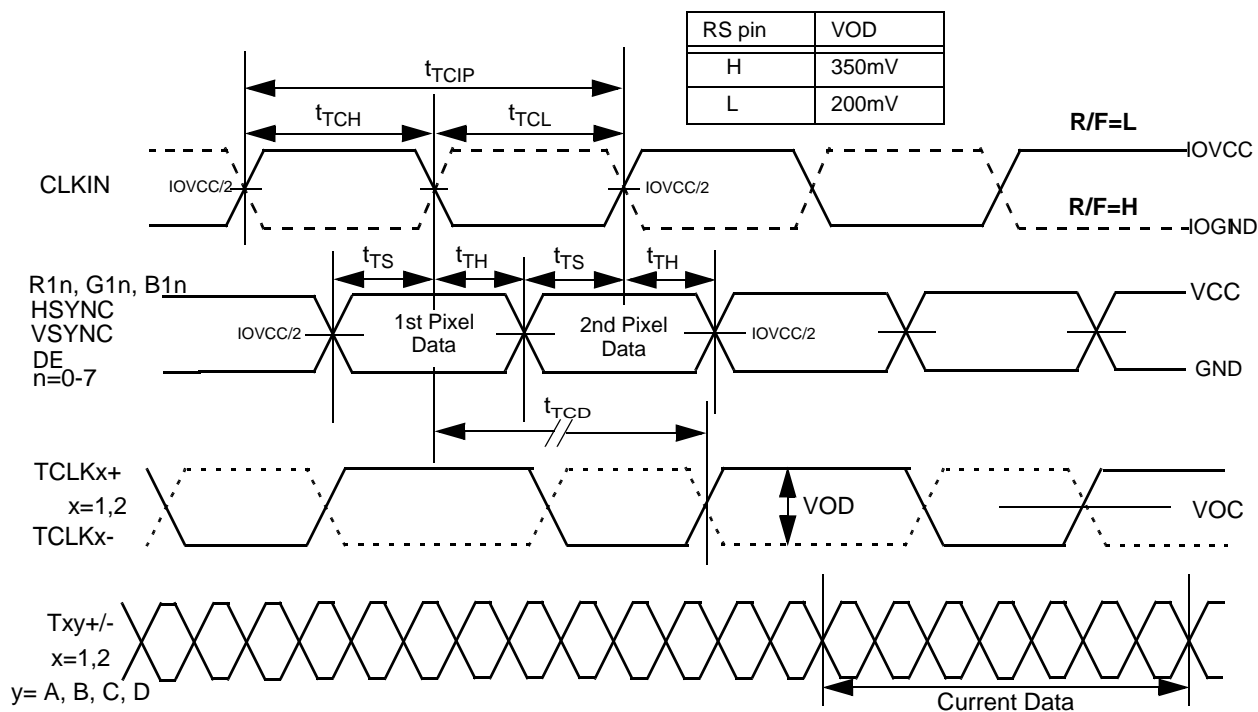 RS pin VOD
H 350mV
L 200mV
tTCIP
tTCH tTCL
R/F=L
IOVCC
CLKIN IOVCC/2 IOVCC/2
R/F=H
IOGND
tTS tTH tTS tTH
R1n, G1n, B1n
HSYNC
VSYNC
DE
n=0-7
VCC
IOVCC/2 1st Pixel Data 2nd Pixel Data IOVCC/2
GND
tTCD
TCLKx+
x=1,2
TCLKx-
VOD
VOC
Txy+/-
x=1,2
y= A, B, C, D
Current Data